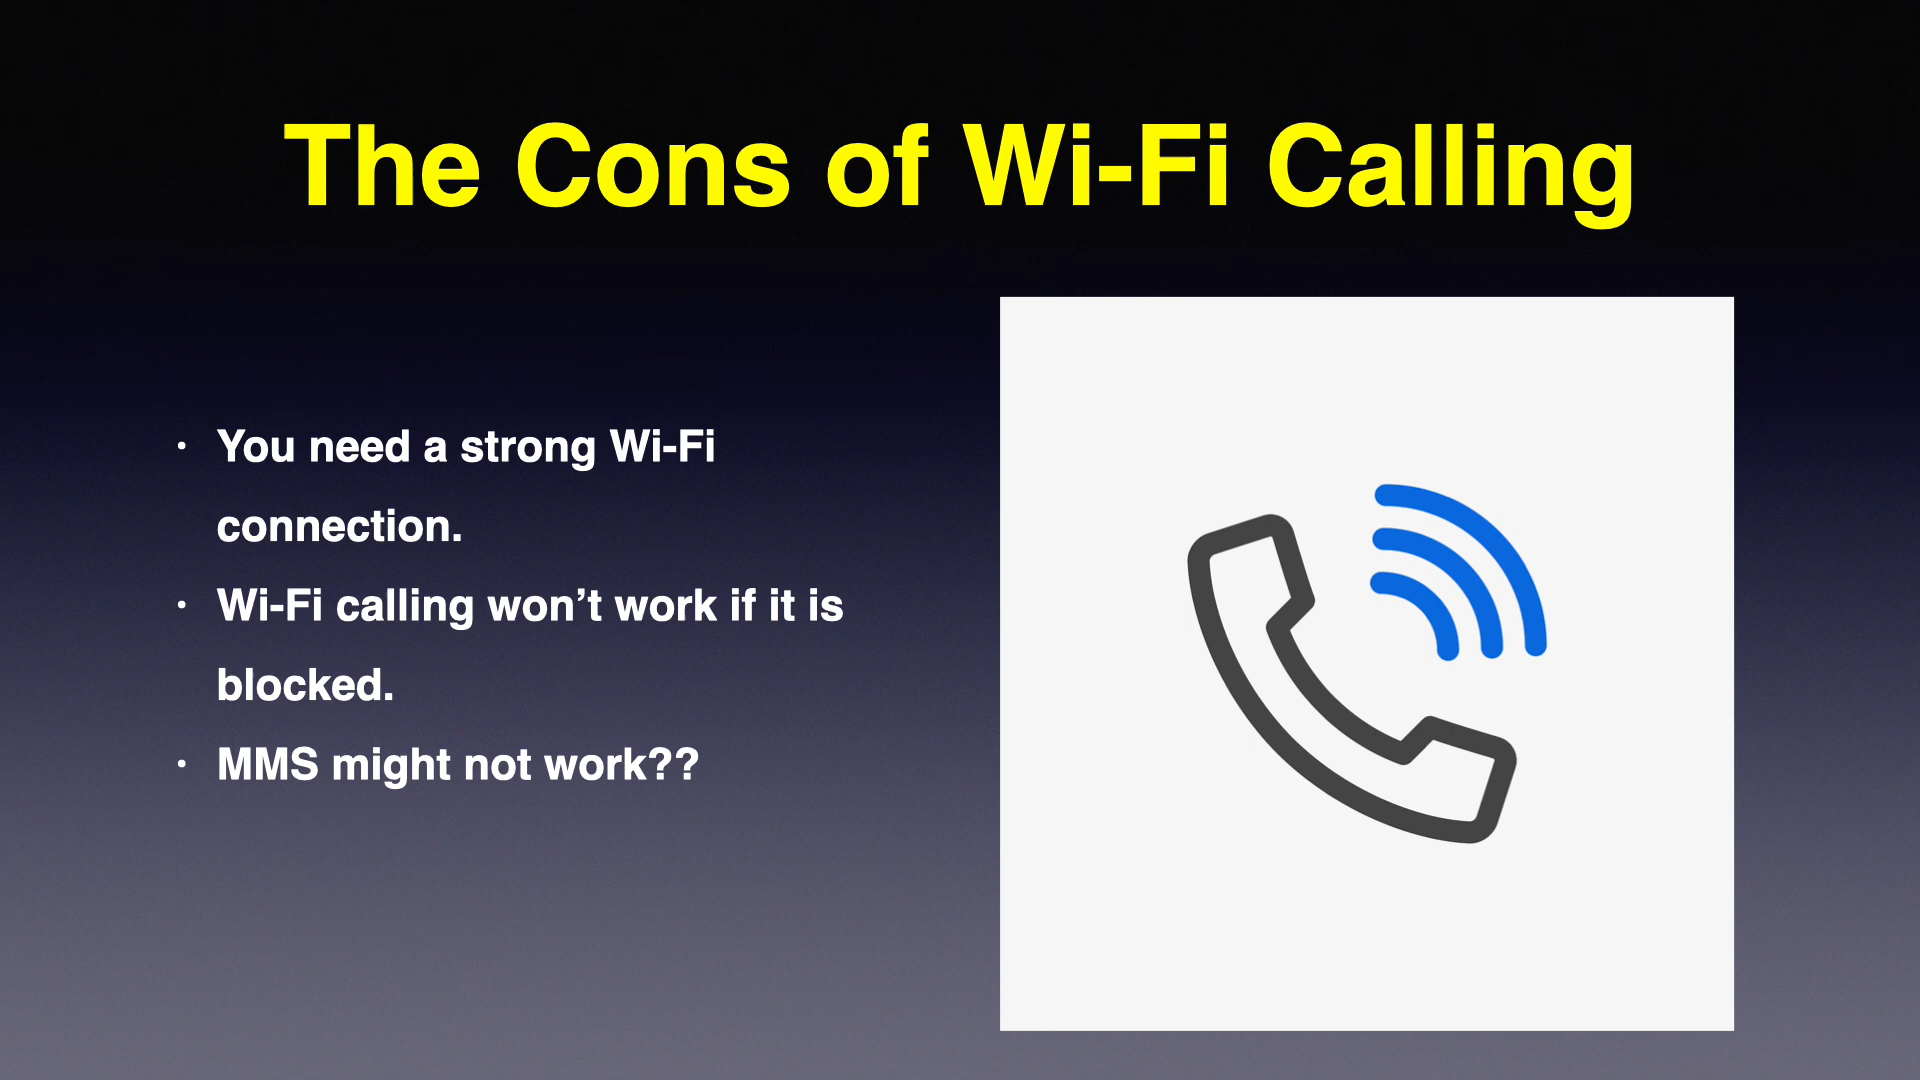 The Cons of Wi-Fi Calling
• You need a strong Wi-Fi
connection.
• Wi-Fi calling won’t work if it is
blocked.
• MMS might not work??